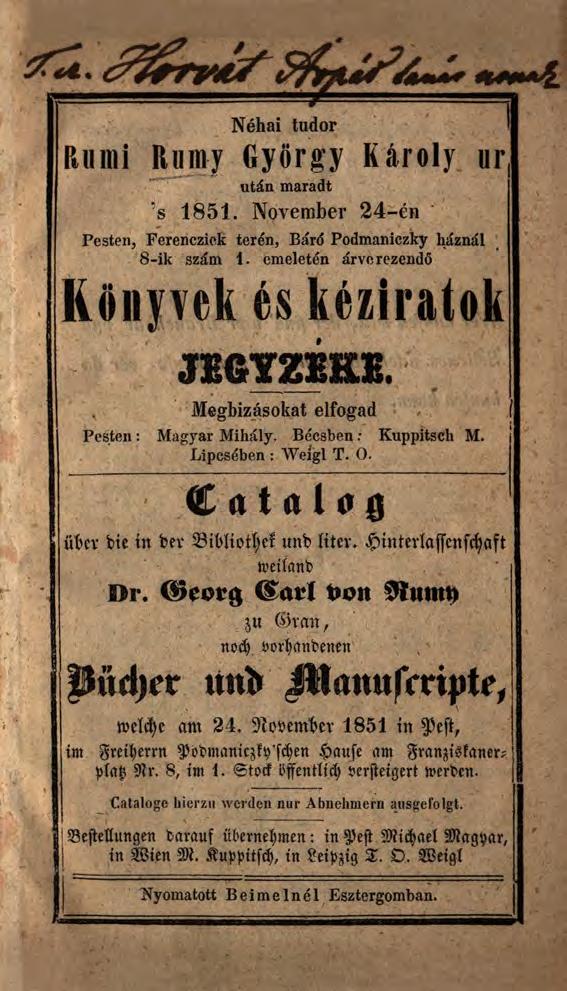 T. cz. Horvát Árpád tanár urnak
Néhai tudor
Rumi Rumy György Károly ur
után maradt
's 1851. November 24-én
Pesten, Ferencziek terén, Báró Podmaniczky háznál
8-ik szám 1. emeletén árverezendő
Könyvek és kéziratok
JEGYZÉKE.
Megbizásokat elfogad
Pesten: Magyar Mihály. Bécsben: Kuppitsch M.
Lipcsében: Weigl T. O.
Catalog
über die in der Bibliothek und liter. Hinterlassenschaft
weiland
Dr. Georg Carl von Rumy
zu Gran,
noch vorhandenen
Bücher und Manuscripte,
welche am 24. November 1851 in Pest,
im Freiherrn Podmaniczky'schen Hause am Franziskaner-
platz Nr. 8, im 1. Stock öffentlich versteigert werden.
Cataloge hierzu werden nur Abnehmern ausgefolgt.
Bestellungen darauf übernehmen: in Pest Michael Magyar,
in Wien M. Kuppitsch, in Leipzig T. O. Weigl
Nyomatott Beimelnél Esztergomban.